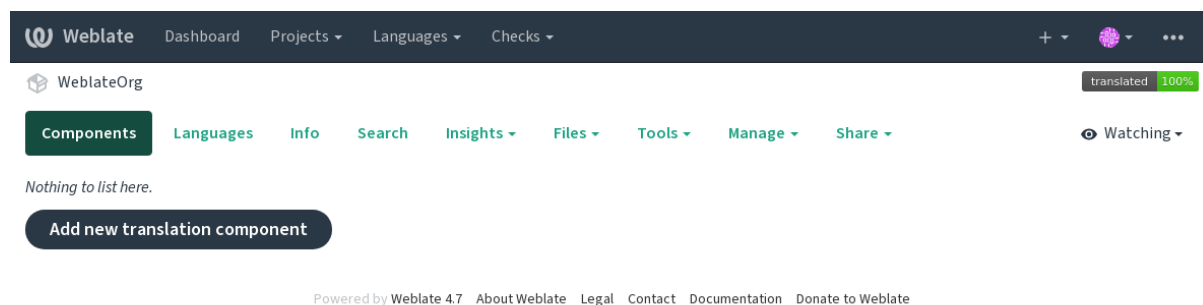 Weblate Dashboard Projects Languages Checks
WeblateOrg translated 100%
Components Languages Info Search Insights Files Tools Manage Share Watching
Nothing to list here.
Add new translation component
Powered by Weblate 4.7 About Weblate Legal Contact Documentation Donate to Weblate